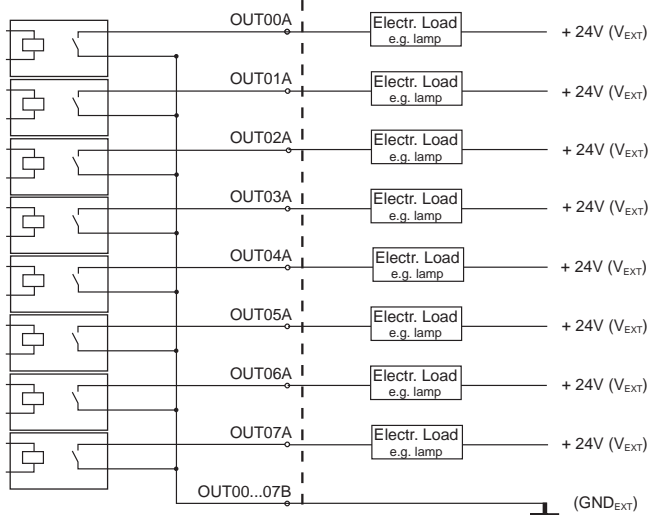 OUT00A Electr. Load + 24V (VEXT)
e.g. lamp
OUT01A Electr. Load + 24V (VEXT)
e.g. lamp
OUT02A Electr. Load + 24V (VEXT)
e.g. lamp
OUT03A Electr. Load + 24V (VEXT)
e.g. lamp
OUT04A Electr. Load + 24V (VEXT)
e.g. lamp
OUT05A Electr. Load + 24V (VEXT)
e.g. lamp
OUT06A Electr. Load + 24V (VEXT)
e.g. lamp
OUT07A Electr. Load + 24V (VEXT)
e.g. lamp
OUT00...07B (GNDEXT)